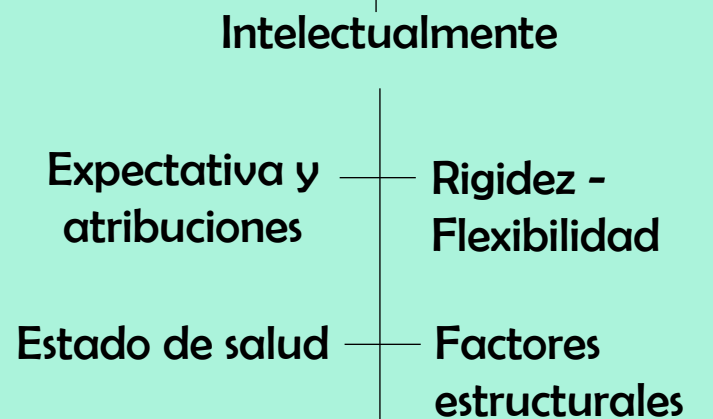 Intelectualmente
Expectativa y
atribuciones
Rigidez -
Flexibilidad
Estado de salud
Factores
estructurales